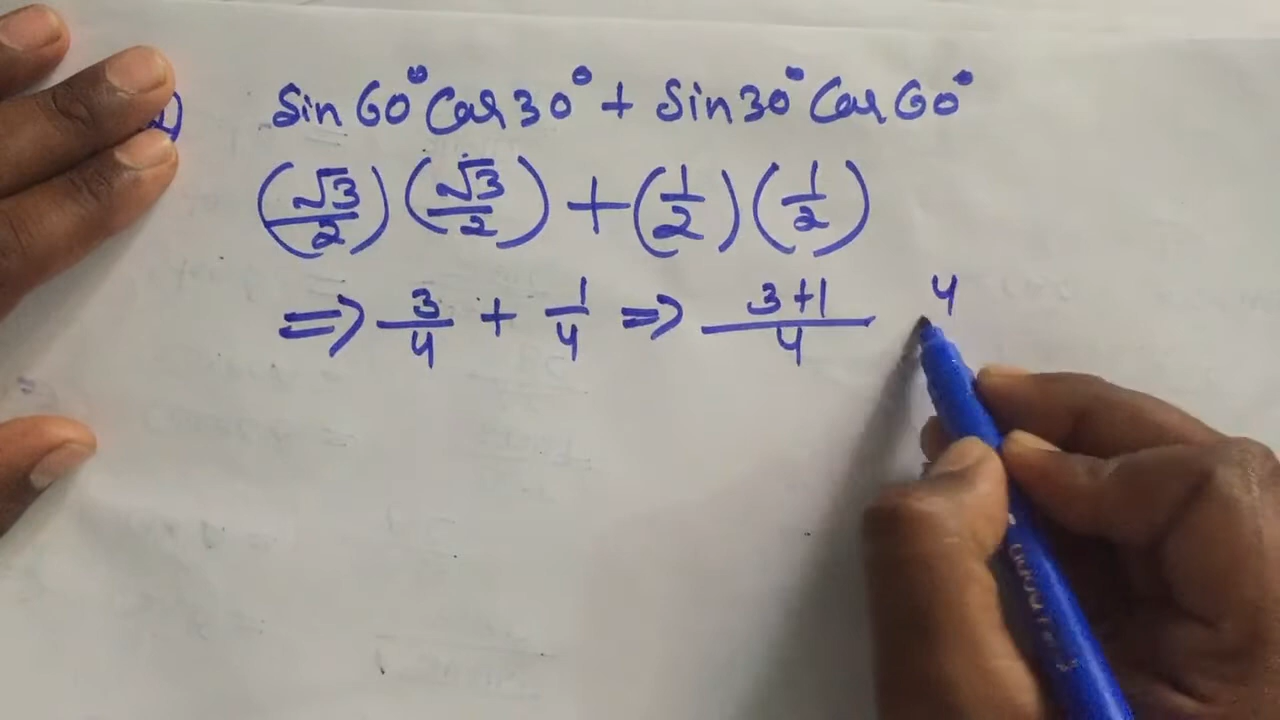 Sin 60° Cos 30° + Sin 30° Cos 60°
(√3/2) (√3/2) + (1/2) (1/2)
⇒ 3/4 + 1/4 ⇒ 3+1/4 4